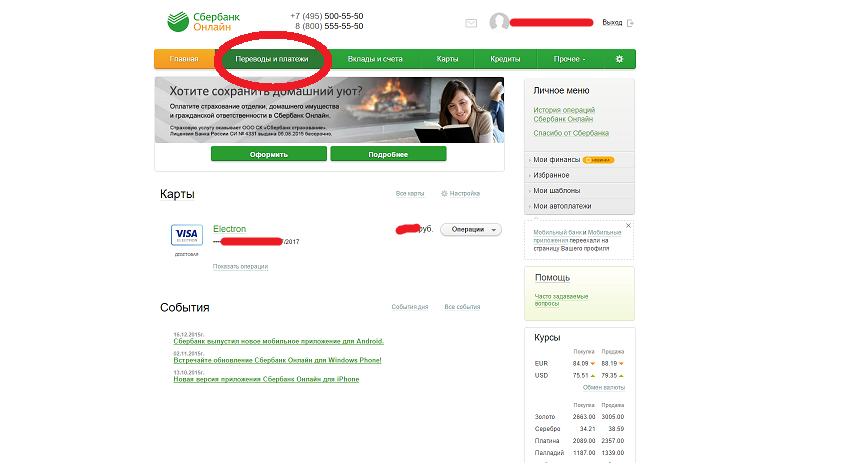 Сбербанк
Онлайн
+7 (495) 500-55-50
8 (800) 555-55-50
Выход
Главная
Переводы и платежи
Вклады и счета
Карты
Кредиты
Прочее
Хотите сохранить домашний уют?
Оплатите страхование отделки, домашнего имущества
и гражданской ответственности в Сбербанк Онлайн.
Страховую услугу оказывает ООО СК «Сбербанк страхование».
Лицензия Банка России СИ № 4331 выдана 09.08.2015 бессрочно.
Оформить
Подробнее
Карты
Все карты
Настройка
VISA
ELECTRON
Electron
/2017
руб.
Операции
Показать операции
События
События дня
Все события
16.12.2015г.
Сбербанк выпустил новое мобильное приложение для Android.
02.11.2015г.
Встречайте обновление Сбербанк Онлайн для Windows Phone!
13.10.2015г.
Новая версия приложения Сбербанк Онлайн для iPhone
Личное меню
История операций
Сбербанк Онлайн
Спасибо от Сбербанка
Мои финансы
Избранное
Мои шаблоны
Мои автоплатежи
Мобильный банк и Мобильные
приложения переехали на
страницу Вашего профиля
Помощь
Часто задаваемые
вопросы
Курсы
Покупка Продажа
EUR 84.09 88.19
USD 75.51 79.35
Обмен валюты
Покупка Продажа
Золото 2663.00 3005.00
Серебро 34.21 38.59
Платина 2089.00 2357.00
Палладий 1187.00 1339.00